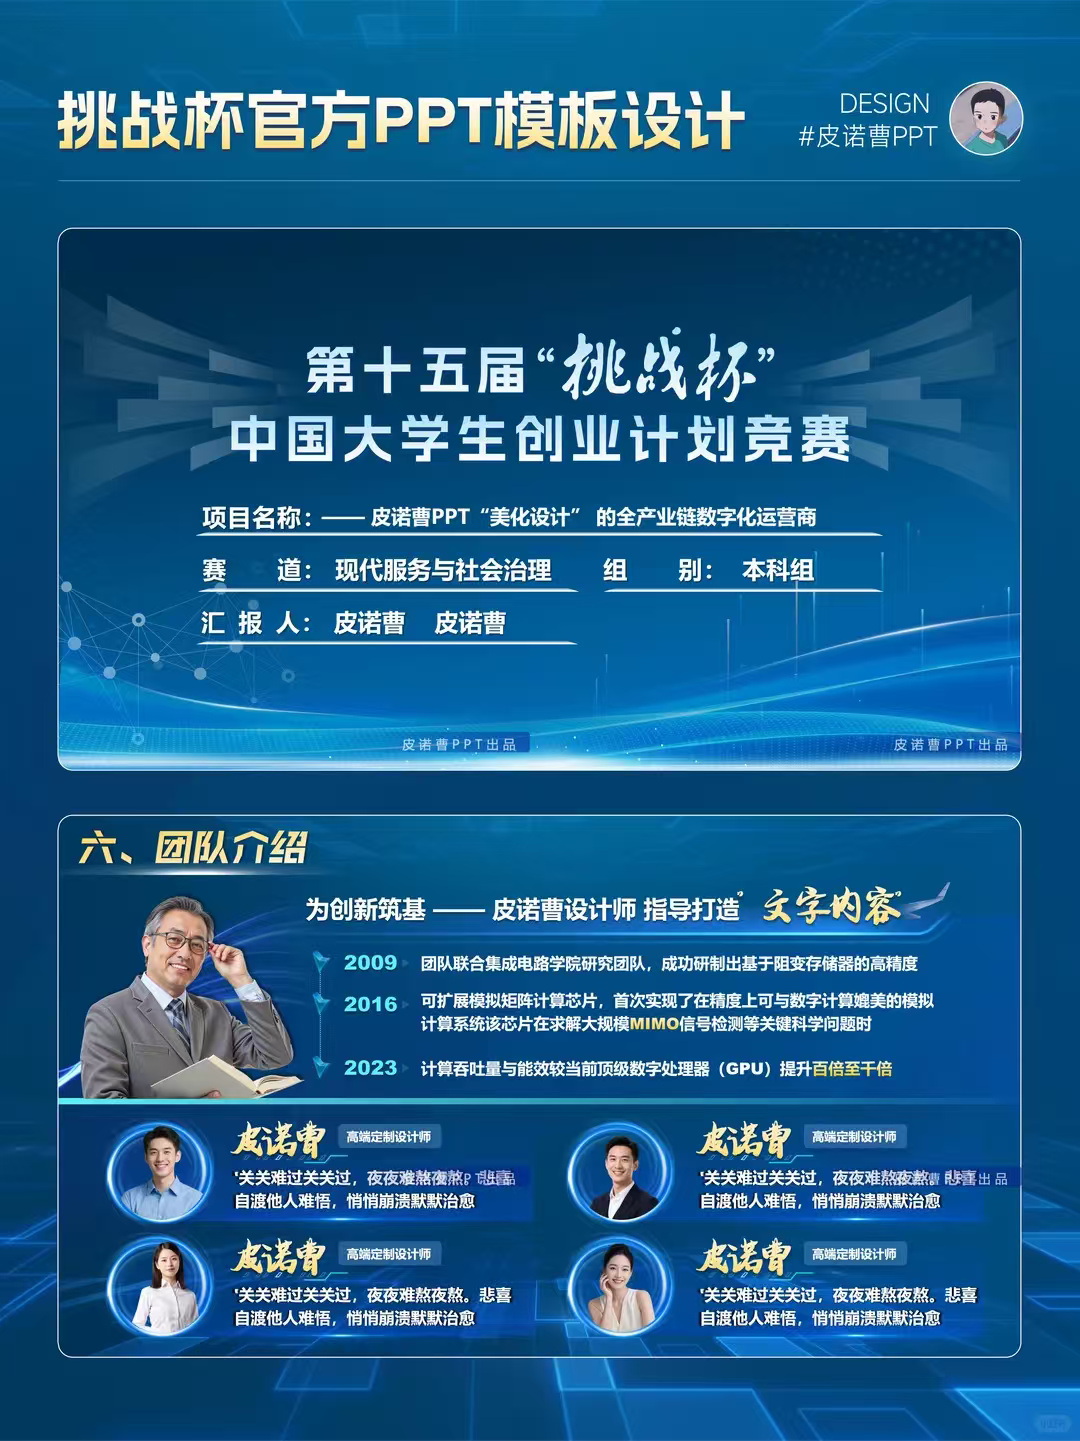 挑战杯官方PPT模板设计
DESIGN
#皮诺曹PPT
第十五届“挑战杯”
中国大学生创业计划竞赛
项目名称：—— 皮诺曹PPT“美化设计” 的全产业链数字化运营商
赛 道： 现代服务与社会治理 组 别： 本科组
汇 报 人： 皮诺曹 皮诺曹
皮诺曹PPT出品 皮诺曹PPT出品
六、团队介绍
为创新筑基 —— 皮诺曹设计师 指导打造“文字内容”
2009 团队联合集成电路学院研究团队，成功研制出基于阻变存储器的高精度
2016 可扩展模拟矩阵计算芯片，首次实现了在精度上可与数字计算媲美的模拟
计算系统该芯片在求解大规模MIMO信号检测等关键科学问题时
2023 计算吞吐量与能效较当前顶级数字处理器（GPU）提升百倍至千倍
皮诺曹 高端定制设计师
'关关难过关关过，夜夜难熬夜熬。悲喜
自渡他人难悟，悄悄崩溃默默治愈
皮诺曹 高端定制设计师
'关关难过关关过，夜夜难熬夜熬。悲喜
自渡他人难悟，悄悄崩溃默默治愈
皮诺曹PPT出品
皮诺曹 高端定制设计师
'关关难过关关过，夜夜难熬夜熬。悲喜
自渡他人难悟，悄悄崩溃默默治愈
皮诺曹 高端定制设计师
'关关难过关关过，夜夜难熬夜熬。悲喜
自渡他人难悟，悄悄崩溃默默治愈